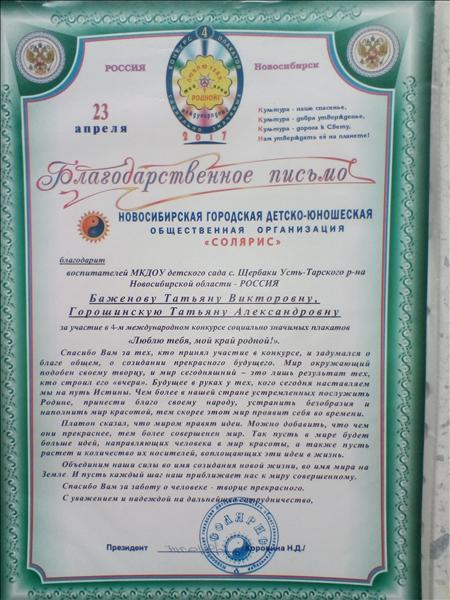 РОССИЯ
Новосибирск
4
ЛЮБЛЮ ТЕБЯ,
МОЙ КРАЙ
РОДНОЙ!
2017
23
апреля
Культура - наше спасенье,
Культура - добра утвержденье,
Культура - дорога к Свету,
Нам утверждать её на планете!
Благодарственное письмо
НОВОСИБИРСКАЯ ГОРОДСКАЯ ДЕТСКО-ЮНОШЕСКАЯ
ОБЩЕСТВЕННАЯ ОРГАНИЗАЦИЯ
«СОЛЯРИС»
благодарит
воспитателей МКДОУ детского сада с. Щербаки Усть-Тарского р-на
Новосибирской области - РОССИЯ
Баженову Татьяну Викторовну,
Горошинскую Татьяну Александровну
за участие в 4-м международном конкурсе социально значимых плакатов
«Люблю тебя, мой край родной!».
Спасибо Вам за тех, кто принял участие в конкурсе, и задумался о
благе общем, о созидании прекрасного будущего. Мир окружающий
подобен своему творцу, и мир сегодняшний – это лишь результат тех,
кто строил его «вчера». Будущее в руках у тех, кого сегодня наставляем
мы на путь Истины. Чем более в нашей стране устремленных послужить
Родине, принести благо своему народу, устранить безобразия и
наполнить мир красотой, тем скорее этот мир проявит себя во времени.
Платон сказал, что миром правят идеи. Можно добавить, что чем
они прекраснее, тем более совершенен мир. Так пусть в мире будет
больше идей, направляющих человека в мир красоты, а также пусть
растет и количество их носителей, воплощающих эти идеи в жизнь.
Объединим наши силы во имя созидания новой жизни, во имя мира на
Земле. И пусть каждый шаг наш приближает нас к миру совершенному.
Спасибо Вам за заботу о человеке - творце прекрасного.
С уважением и надеждой на дальнейшее сотрудничество,
СОЛЯРИС
Президент
Коровина Н.Д./